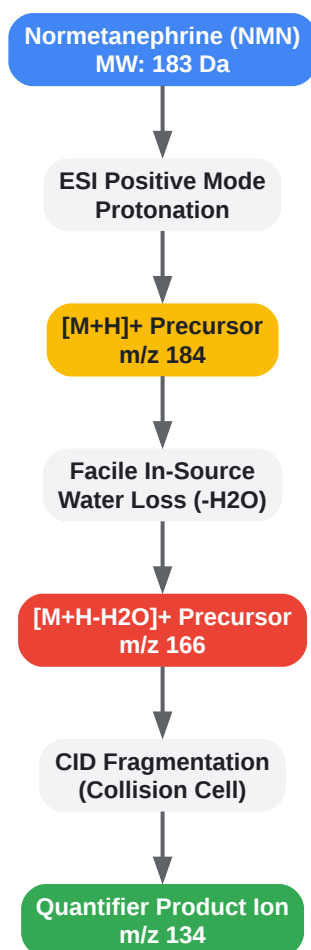 Normetanephrine (NMN)
MW: 183 Da
ESI Positive Mode
Protonation
[M+H]+ Precursor
m/z 184
Facile In-Source
Water Loss (-H2O)
[M+H-H2O]+ Precursor
m/z 166
CID Fragmentation
(Collision Cell)
Quantifier Product Ion
m/z 134